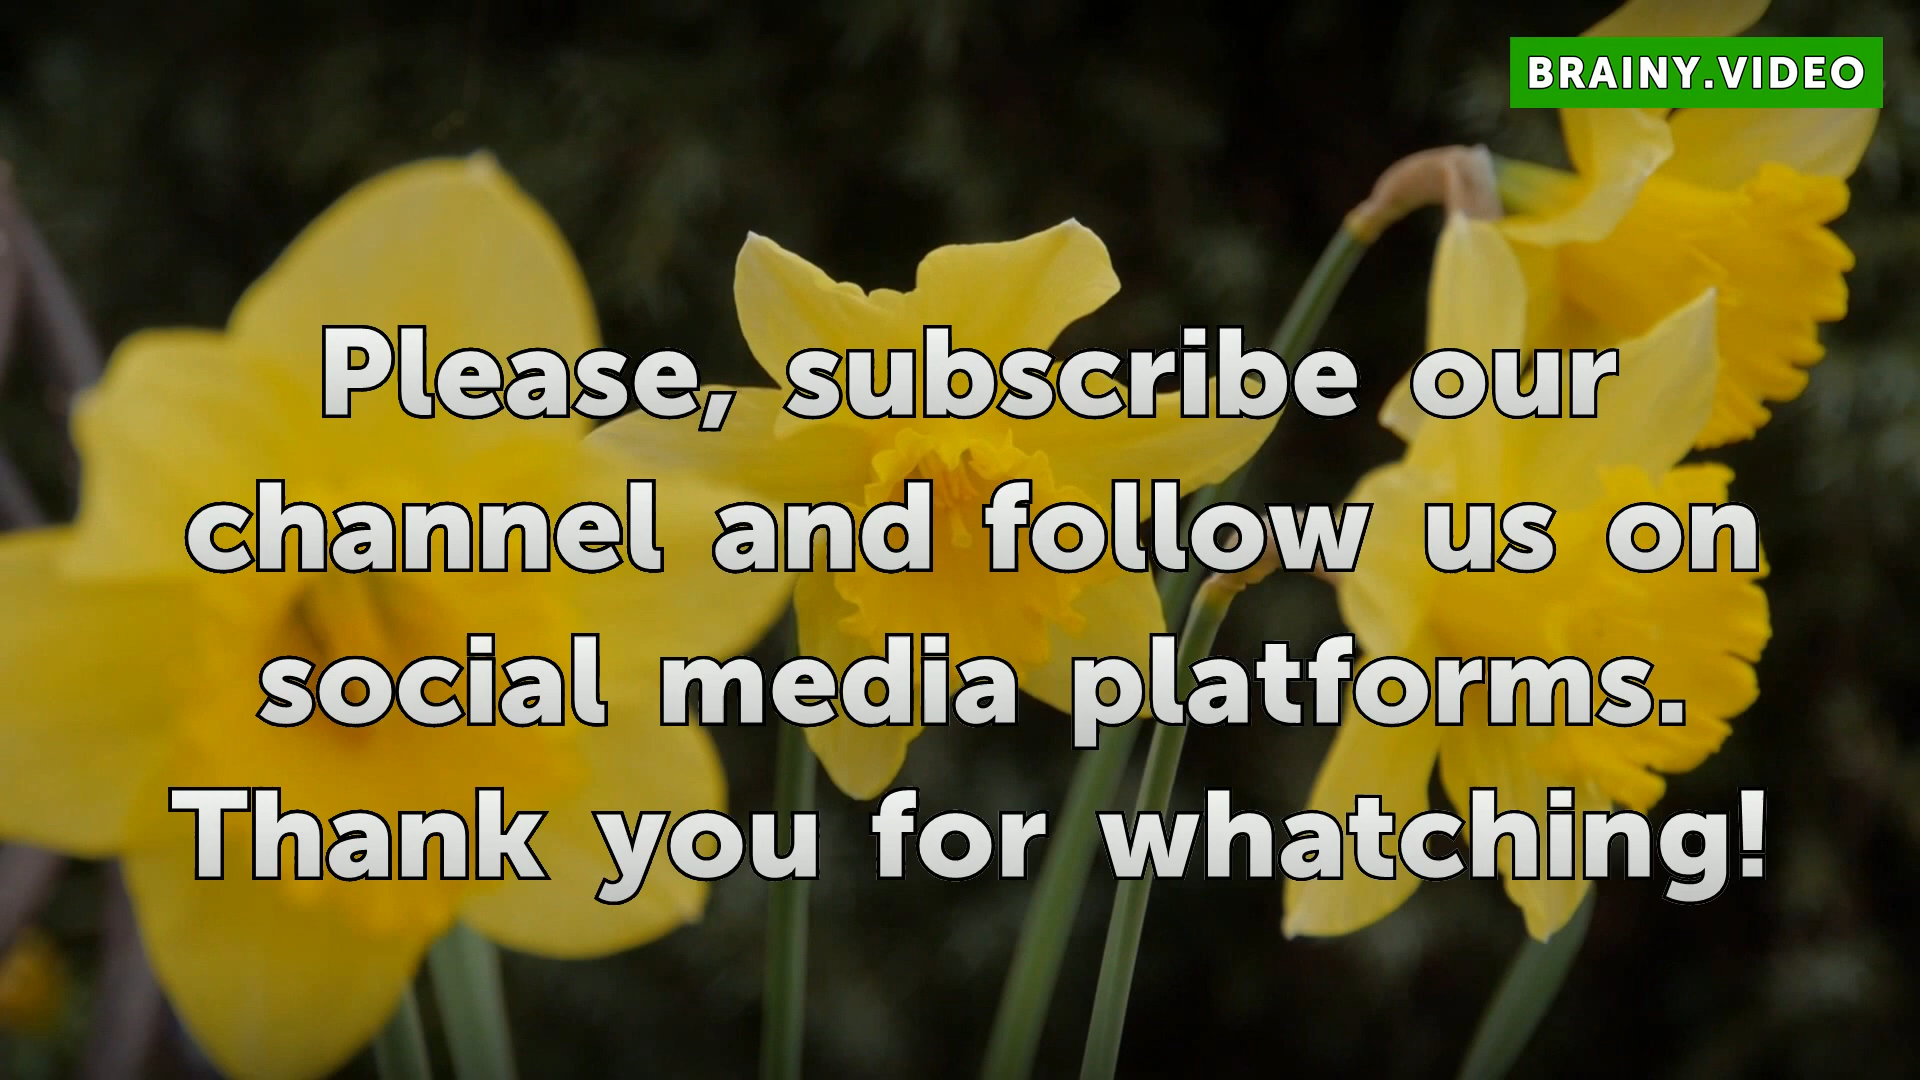 BRAINY.VIDEO
Please, subscribe our
channel and follow us on
social media platforms.
Thank you for whatching!